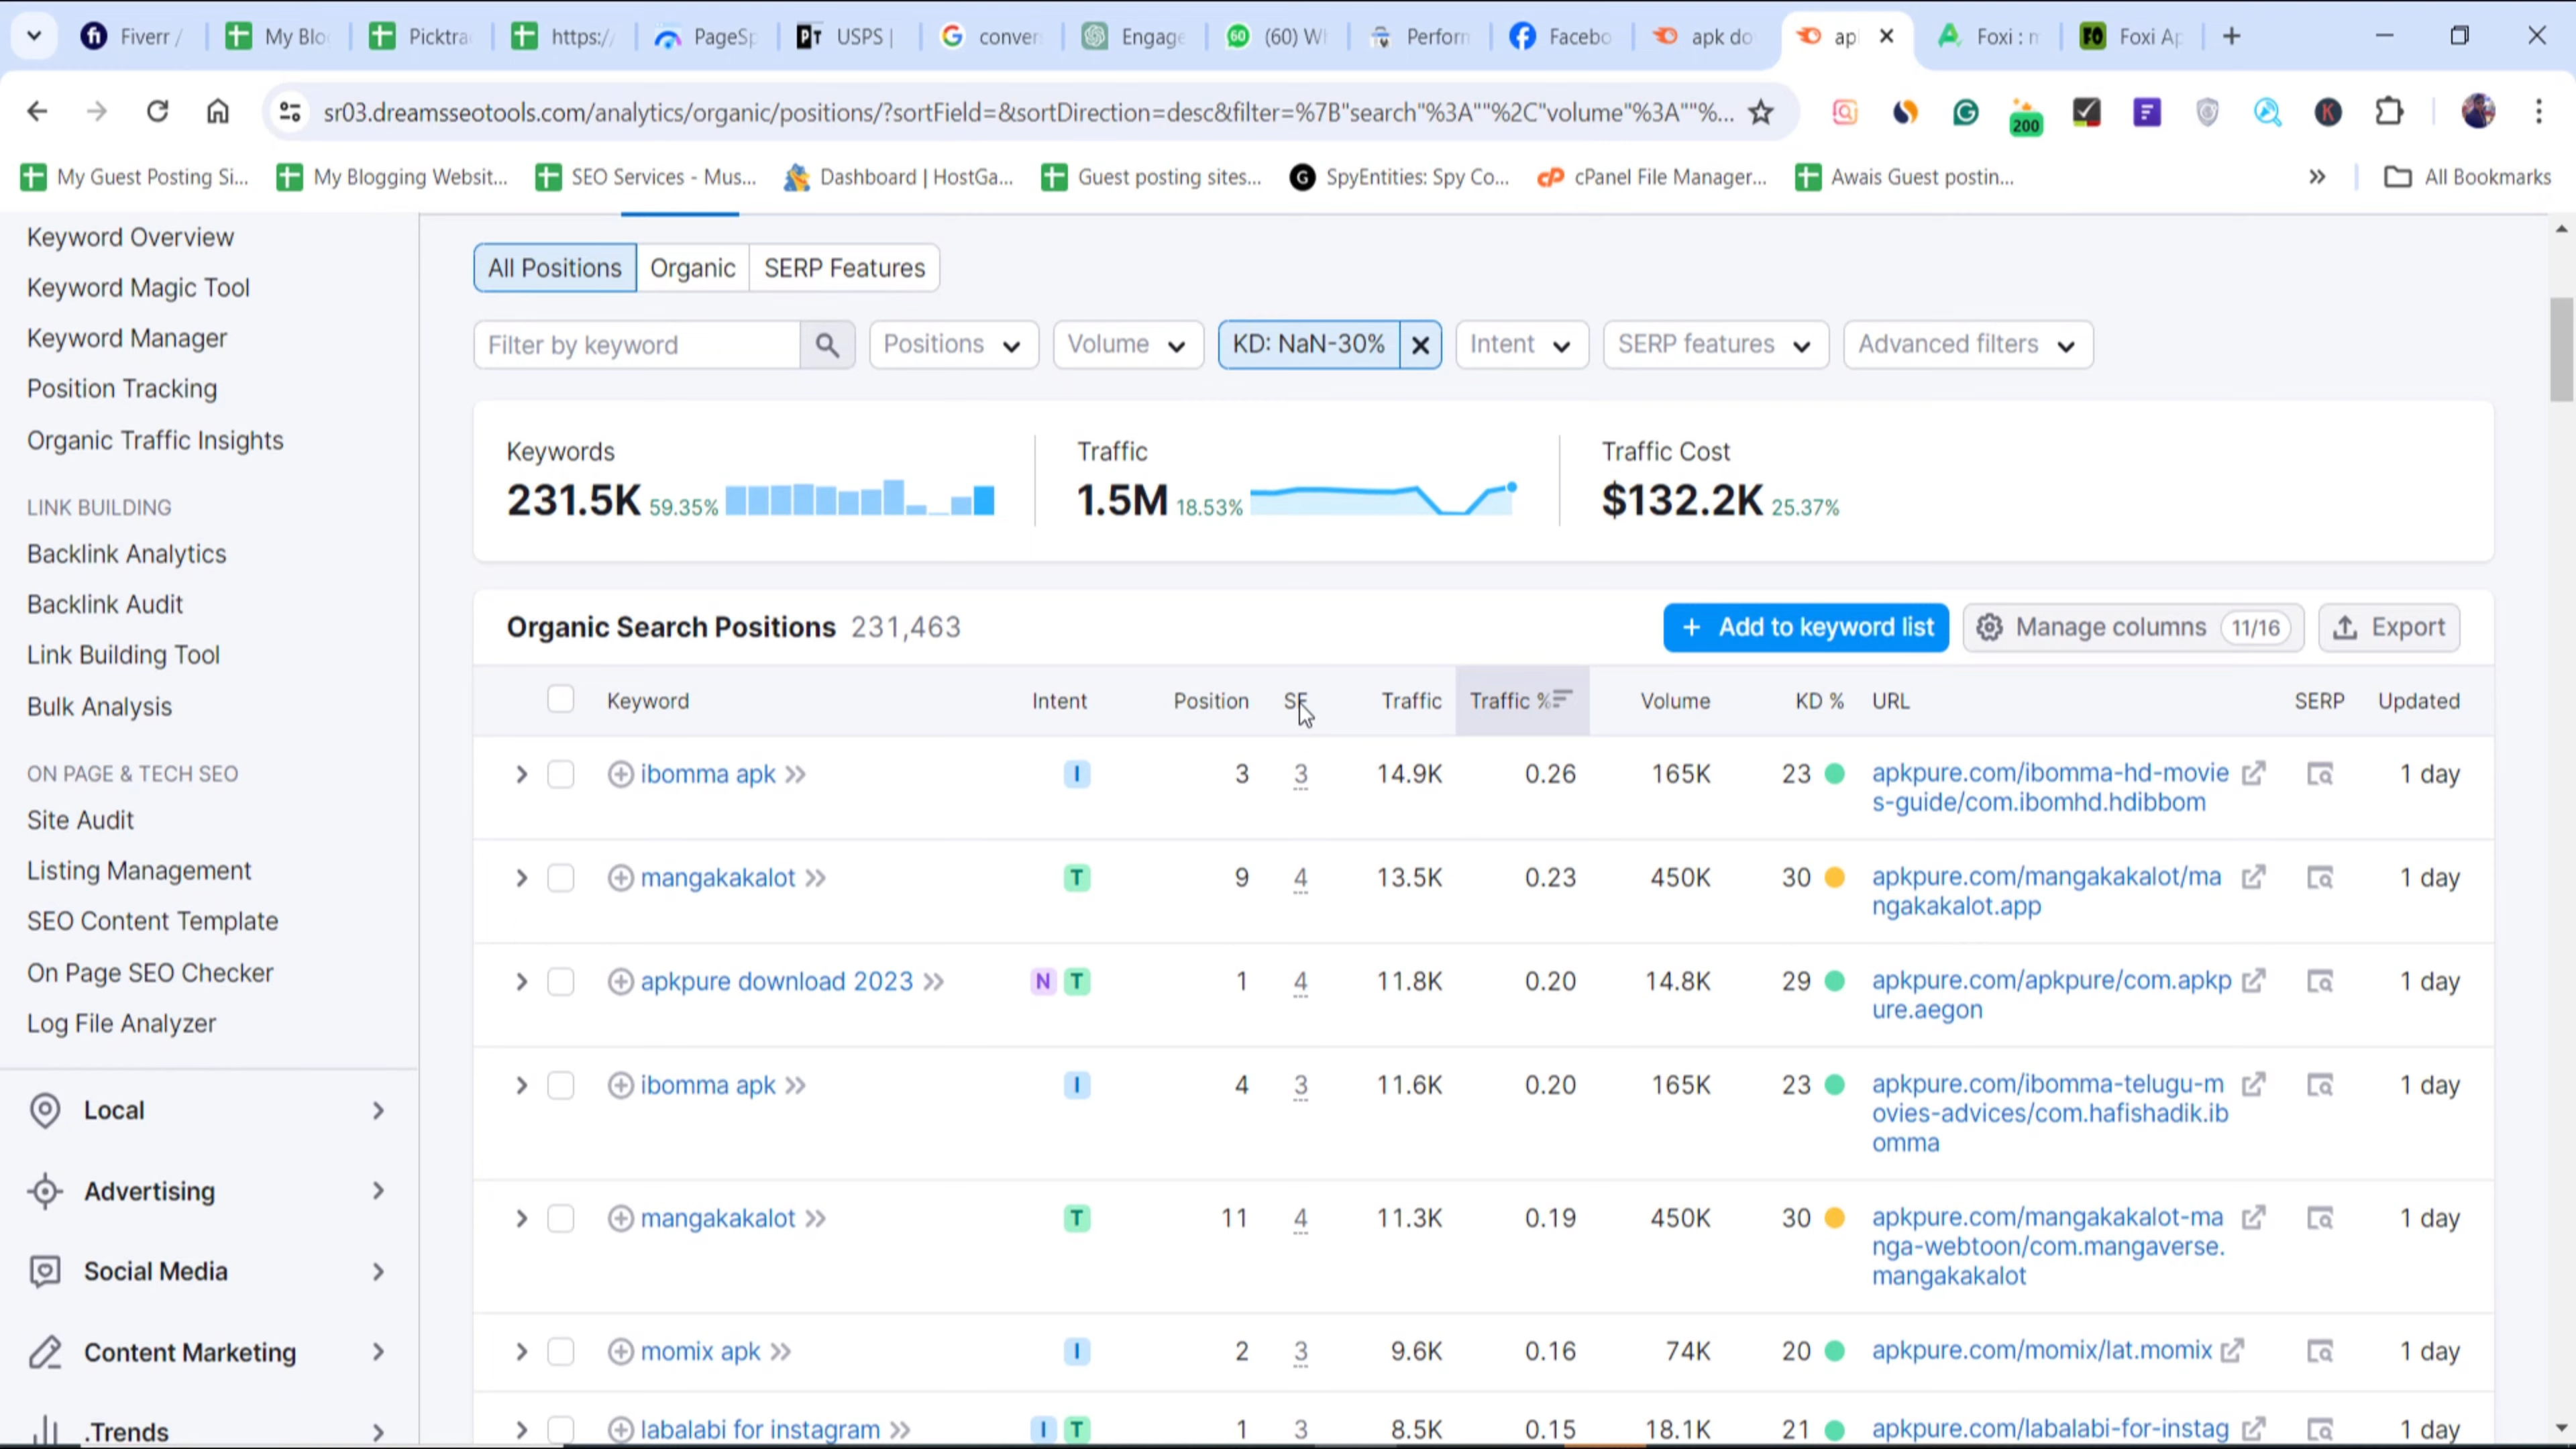 Fiverr /
My Blo
Picktra
https:/
PageSp
USPS |
conver
Engage
(60) W
Perform
Facebo
apk do
ap
Foxi : m
Foxi Ap
sr03.dreamsseotools.com/analytics/organic/positions/?sortField=&sortDirection=desc&filter=%7B"search"%3A""%2C"volume"%3A""%...
200
My Guest Posting Si...
My Blogging Websit...
SEO Services - Mus...
Dashboard | HostGa...
Guest posting sites...
SpyEntities: Spy Co...
cPanel File Manager...
Awais Guest postin...
All Bookmarks
Keyword Overview
Keyword Magic Tool
Keyword Manager
Position Tracking
Organic Traffic Insights
LINK BUILDING
Backlink Analytics
Backlink Audit
Link Building Tool
Bulk Analysis
ON PAGE & TECH SEO
Site Audit
Listing Management
SEO Content Template
On Page SEO Checker
Log File Analyzer
Local
Advertising
Social Media
Content Marketing
.Trends
All Positions Organic SERP Features
Filter by keyword Positions Volume KD: NaN-30% Intent SERP features Advanced filters
Keywords Traffic Traffic Cost
231.5K 59.35% 1.5M 18.53% $132.2K 25.37%
Organic Search Positions 231,463 + Add to keyword list Manage columns 11/16 Export
Keyword Intent Position SF Traffic Traffic % Volume KD % URL SERP Updated
ibomma apk I 3 3 14.9K 0.26 165K 23 apkpure.com/ibomma-hd-movie 1 day
s-guide/com.ibomhd.hdibbom
mangakakalot T 9 4 13.5K 0.23 450K 30 apkpure.com/mangakakalot/ma 1 day
ngakakalot.app
apkpure download 2023 N T 1 4 11.8K 0.20 14.8K 29 apkpure.com/apkpure/com.apkp 1 day
ure.aegon
ibomma apk I 4 3 11.6K 0.20 165K 23 apkpure.com/ibomma-telugu-m 1 day
ovies-advices/com.hafishadik.ib
omma
mangakakalot T 11 4 11.3K 0.19 450K 30 apkpure.com/mangakakalot-ma 1 day
nga-webtoon/com.mangaverse.
mangakakalot
momix apk I 2 3 9.6K 0.16 74K 20 apkpure.com/momix/lat.momix 1 day
labalabi for instagram I T 1 3 8.5K 0.15 18.1K 21 apkpure.com/labalabi-for-instag 1 day